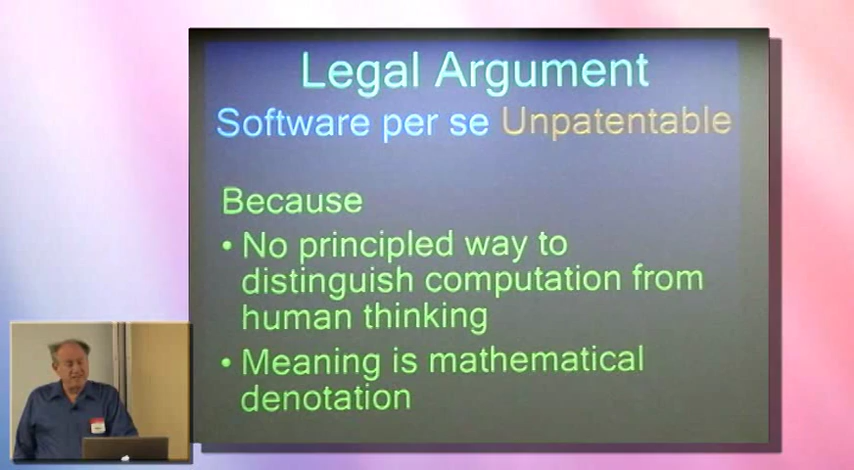 Legal Argument
Software per se Unpatentable
Because
• No principled way to
distinguish computation from
human thinking
• Meaning is mathematical
denotation